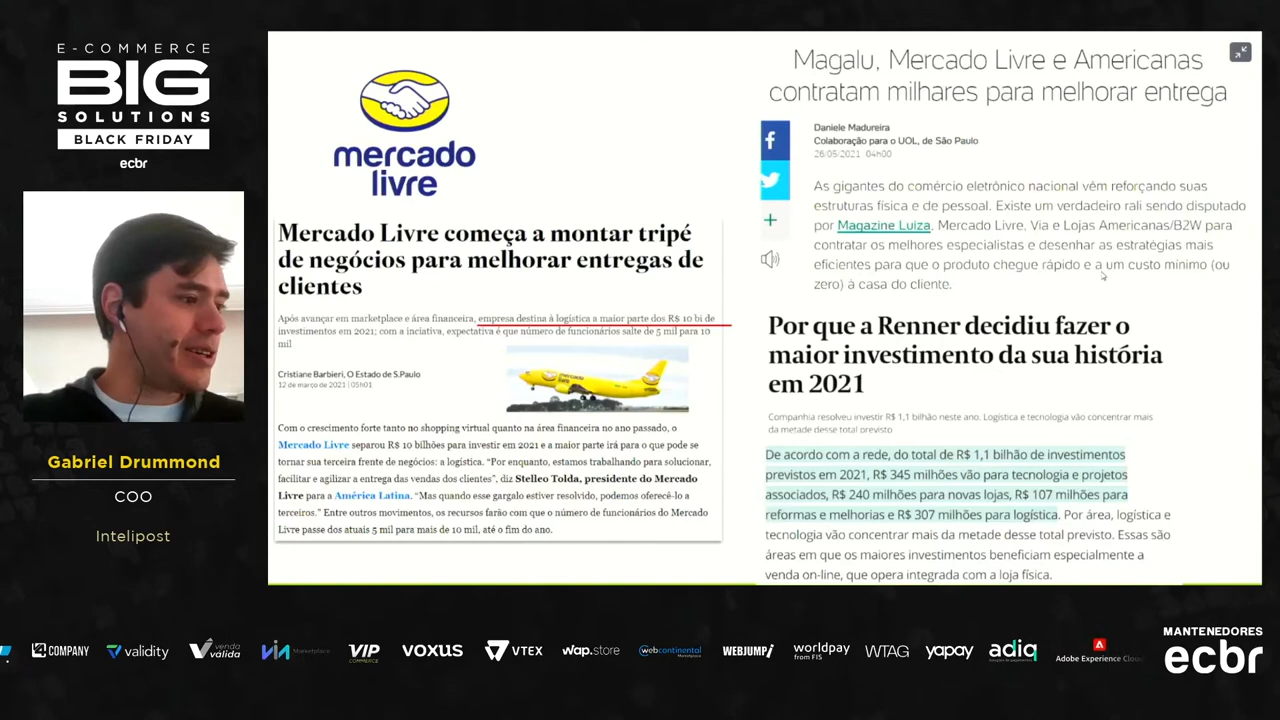 E-COMMERCE
BIG
SOLUTIONS
BLACK FRIDAY
ecbr
Gabriel Drummond
COO
Intelipost
mercado
livre
Mercado Livre começa a montar tripé
de negócios para melhorar entregas de
clientes
Após avançar em marketplace e área financeira, empresa destina à logística a maior parte dos R$ 10 bi de
investimentos em 2021; com a inciativa, expectativa é que número de funcionários salte de 5 mil para 10
mil
Cristiane Barbieri, O Estado de S.Paulo
12 de março de 2021 | 05h01
mercado
livre
Com o crescimento forte tanto no shopping virtual quanto na área financeira no ano passado, o
Mercado Livre separou R$ 10 bilhões para investir em 2021 e a maior parte irá para o que pode se
tornar sua terceira frente de negócios: a logística. “Por enquanto, estamos trabalhando para solucionar,
facilitar e agilizar a entrega das vendas dos clientes”, diz Stelleo Tolda, presidente do Mercado
Livre para a América Latina. “Mas quando esse gargalo estiver resolvido, podemos oferecê-lo a
terceiros.” Entre outros movimentos, os recursos farão com que o número de funcionários do Mercado
Livre passe dos atuais 5 mil para mais de 10 mil, até o fim do ano.
Magalu, Mercado Livre e Americanas
contratam milhares para melhorar entrega
Daniele Madureira
Colaboração para o UOL, de São Paulo
26/05/2021 04h00
As gigantes do comércio eletrônico nacional vêm reforçando suas
estruturas física e de pessoal. Existe um verdadeiro rali sendo disputado
por Magazine Luiza, Mercado Livre, Via e Lojas Americanas/B2W para
contratar os melhores especialistas e desenhar as estratégias mais
eficientes para que o produto chegue rápido e a um custo mínimo (ou
zero) à casa do cliente.
Por que a Renner decidiu fazer o
maior investimento da sua história
em 2021
Companhia resolveu investir R$ 1,1 bilhão neste ano. Logística e tecnologia vão concentrar mais
da metade desse total previsto
De acordo com a rede, do total de R$ 1,1 bilhão de investimentos
previstos em 2021, R$ 345 milhões vão para tecnologia e projetos
associados, R$ 240 milhões para novas lojas, R$ 107 milhões para
reformas e melhorias e R$ 307 milhões para logística. Por área, logística e
tecnologia vão concentrar mais da metade desse total previsto. Essas são
áreas em que os maiores investimentos beneficiam especialmente a
venda on-line, que opera integrada com a loja física.
V4 COMPANY
validity
venda
válida
via Marketplace
VIP
COMMERCE
VOXUS
VTEX
wap.store
webcontinental
Marketplace
WEBJUMP!
worldpay
from FIS
WTAG
yapay
adiq
Adobe Experience Clou
MANTENEDORES
ecbr